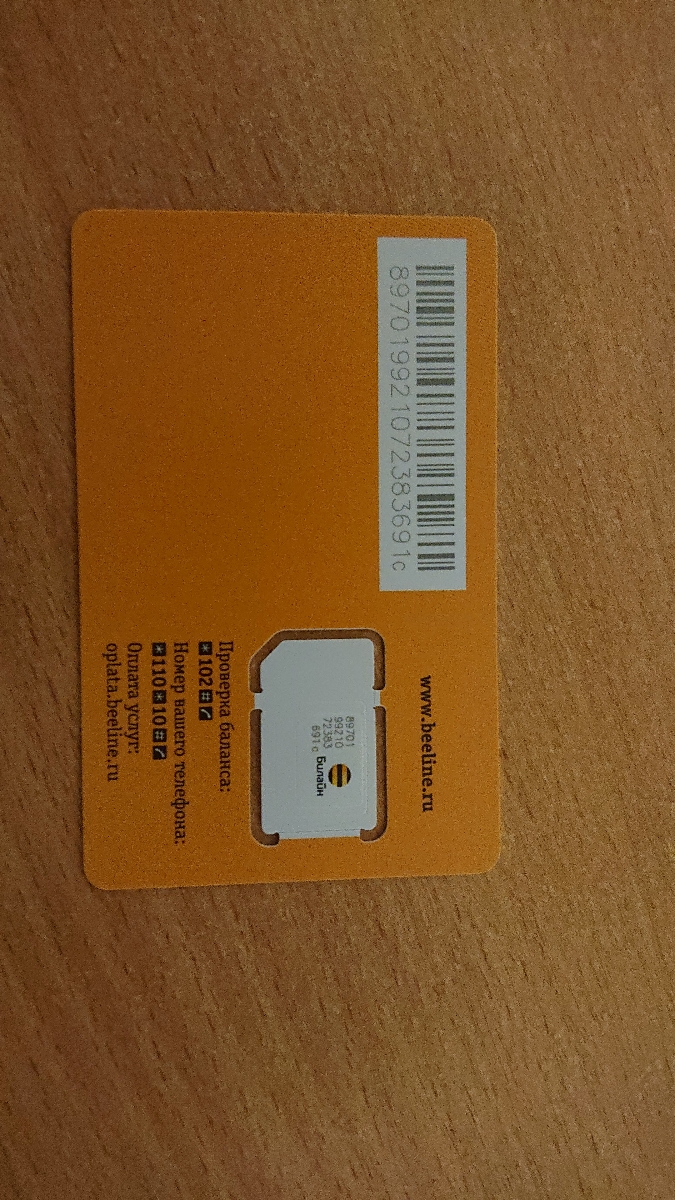 897019921072383691c
www.beeline.ru
89701
99210
72383
691c
Билайн
Проверка баланса:
*102#
Номер вашего телефона:
*110*10#
Оплата услуг:
oplata.beeline.ru